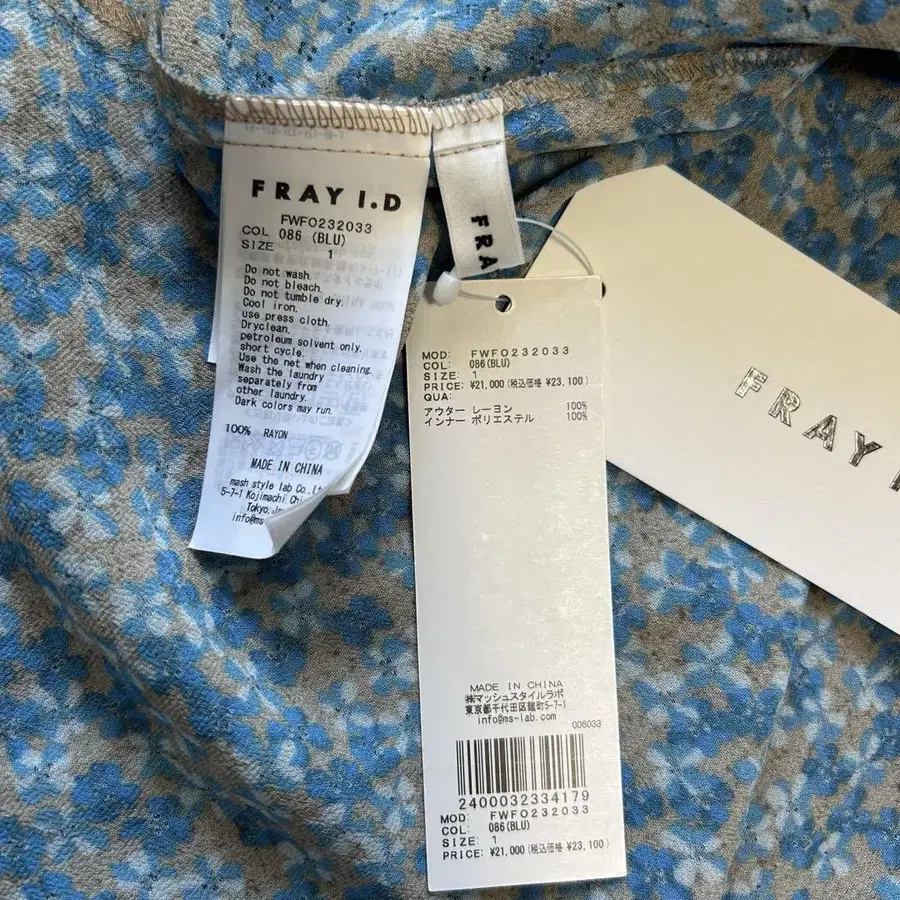 FRAY I.D
FWFO232033
COL 086 (BLU)
SIZE 1
Do not wash.
Do not bleach.
Do not tumble dry.
Cool iron.
use press cloth.
Dryclean.
petroleum solvent only.
short cycle.
Use the net when cleaning.
Wash the laundry
separately from
other laundry.
Dark colors may run.
100% RAYON
MADE IN CHINA
mash style lab Co.,
5-7-1 Kojimachi,
Tokyo,
info@ms-
FRA
MOD: FWFO232033
COL: 086(BLU)
SIZE: 1
PRICE: ¥21,000 (税込価格 ¥23,100)
QUA:
アウター レーヨン 100%
インナー ポリエステル 100%
MADE IN CHINA
㈱マッシュスタイルラボ
東京都千代田区麹町5-7-1
info@ms-lab.com
006033
2400032334179
MOD: FWFO232033
COL: 086(BLU)
SIZE: 1
PRICE: ¥21,000 (税込価格 ¥23,100)
FRAY I